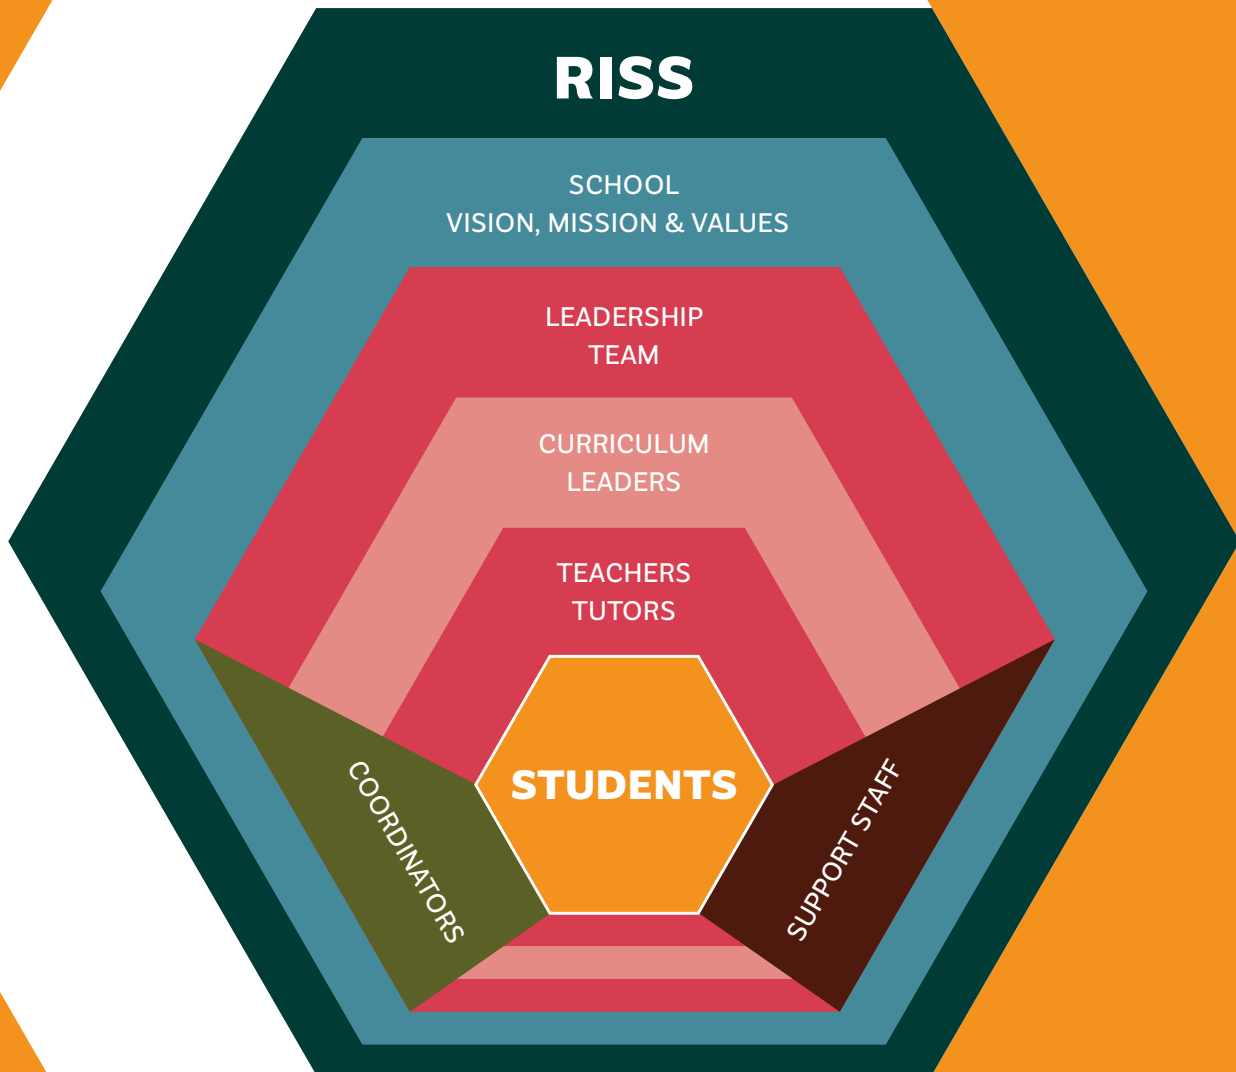 RISS
SCHOOL
VISION, MISSION & VALUES
LEADERSHIP
TEAM
CURRICULUM
LEADERS
TEACHERS
TUTORS
STUDENTS
COORDINATORS
SUPPORT STAFF